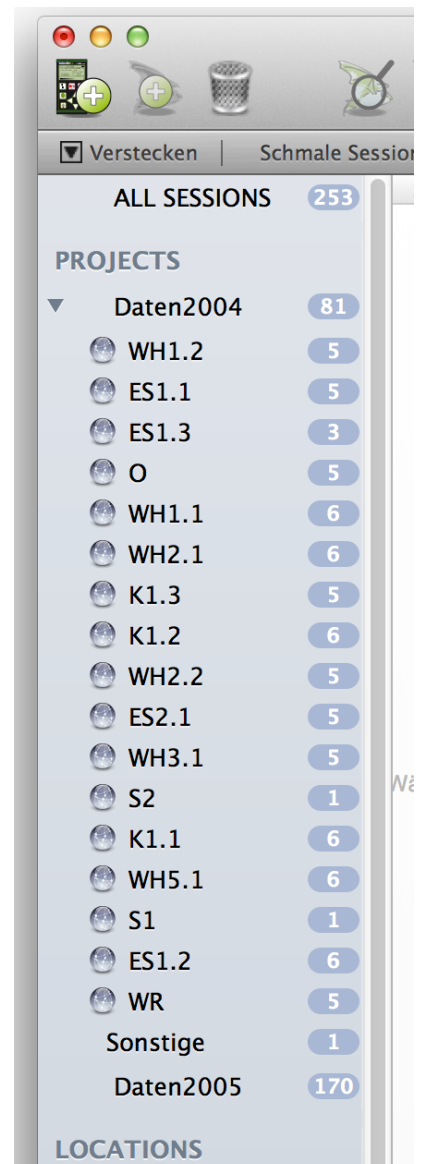 Verstecken Schmale Session
ALL SESSIONS 253
PROJECTS
Daten2004 81
WH1.2 5
ES1.1 5
ES1.3 3
O 5
WH1.1 6
WH2.1 6
K1.3 5
K1.2 6
WH2.2 5
ES2.1 5
WH3.1 5
Wä
S2 1
K1.1 6
WH5.1 6
S1 1
ES1.2 6
WR 5
Sonstige 1
Daten2005 170
LOCATIONS